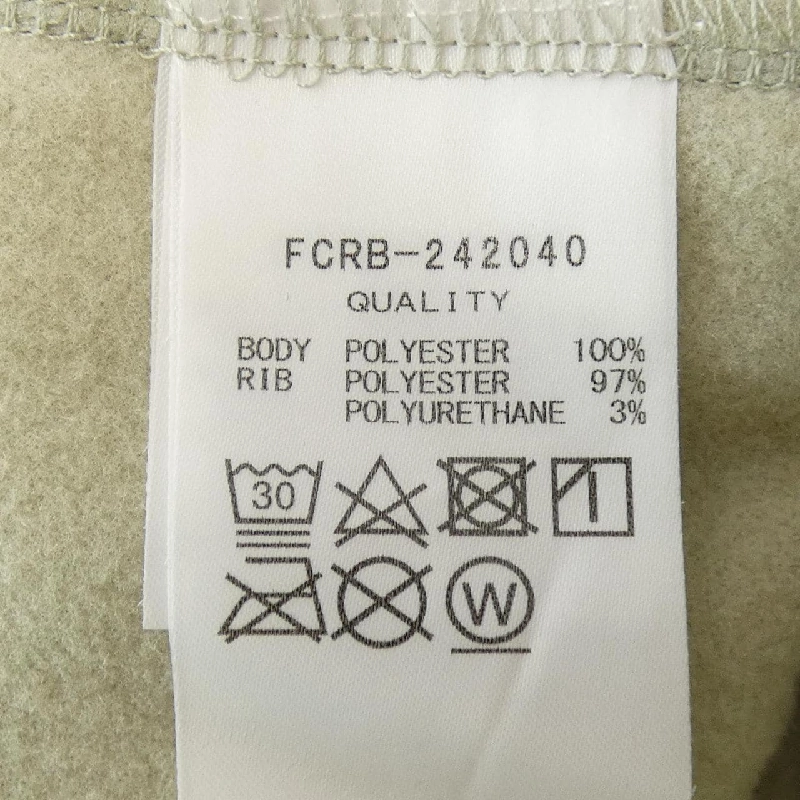 FCRB-242040
QUALITY
BODY POLYESTER 100%
RIB POLYESTER 97%
POLYURETHANE 3%
30
W